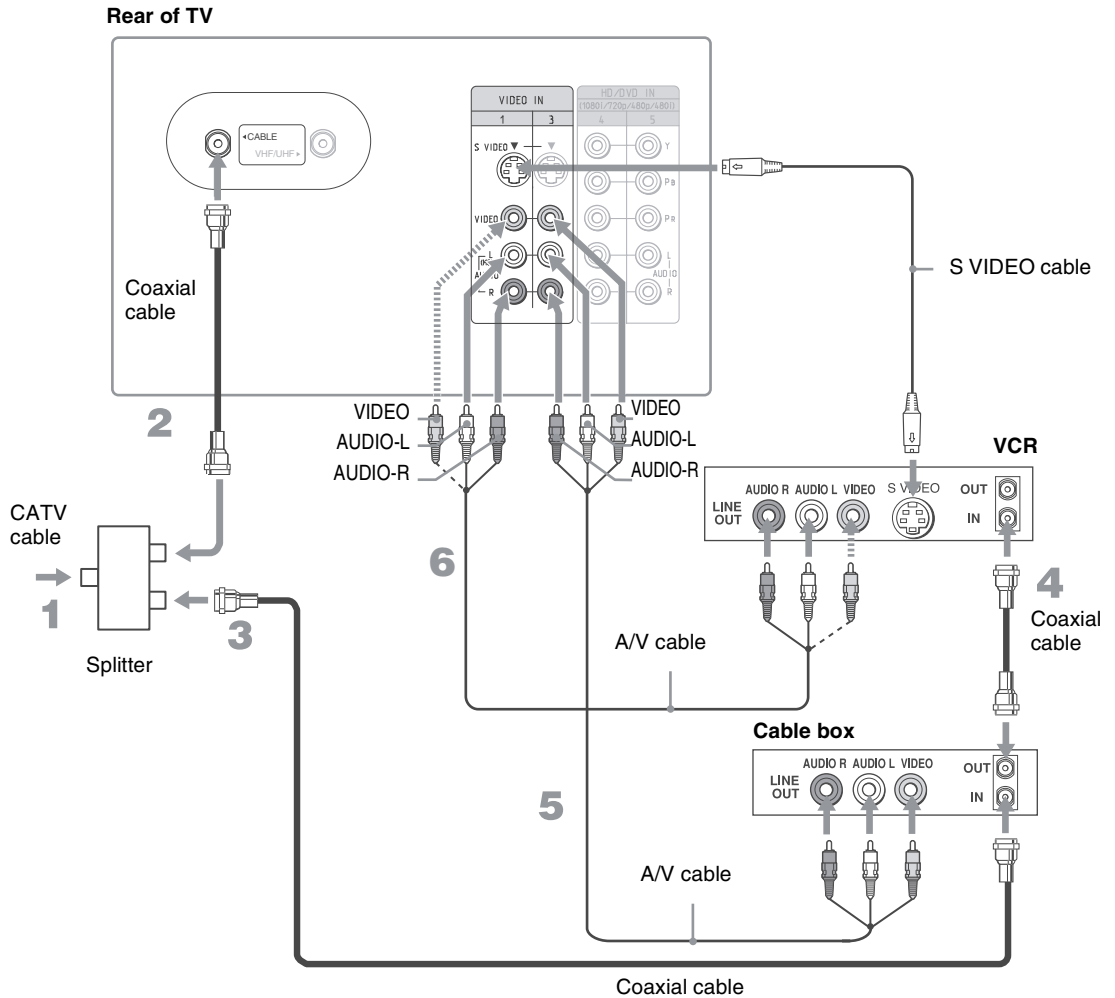 Rear of TV
VIDEO IN
1 3
HD/DVD IN
(1080i/720p/480p/480i)
4 5
◂CABLE
VHF/UHF▸
S VIDEO
Y
PB
VIDEO
PR
L
AUDIO
R
L
AUDIO
R
Coaxial
cable
S VIDEO cable
2
VIDEO
AUDIO-L
AUDIO-R
VIDEO
AUDIO-L
AUDIO-R
VCR
AUDIO R AUDIO L VIDEO S VIDEO
LINE
OUT
OUT
IN
CATV
cable
1
Splitter
3
6
4
Coaxial
cable
A/V cable
Cable box
AUDIO R AUDIO L VIDEO
LINE
OUT
OUT
IN
5
A/V cable
Coaxial cable